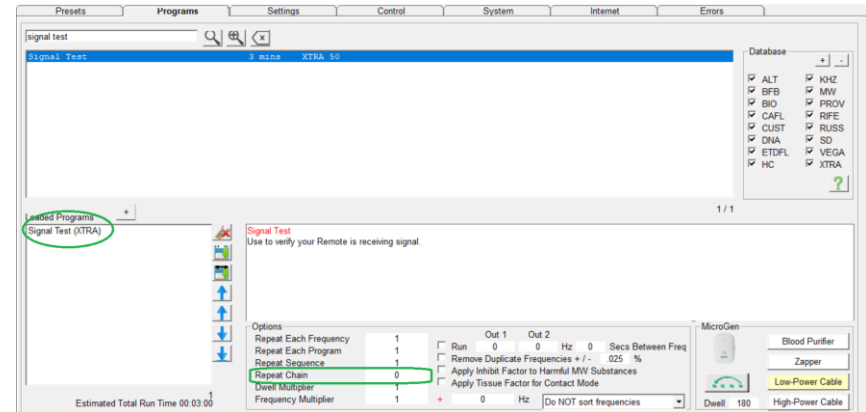 Presets Programs Settings Control System Internet Errors
signal test
Signal Test 3 mins XTRA 50
Database
+ -
ALT KHZ
BFB MW
BIO PROV
CAFL RIFE
CUST RUSS
DNA SD
ETDFL VEGA
HC XTRA
?
1 / 1
Loaded Programs +
Signal Test (XTRA)
Signal Test
Use to verify your Remote is receiving signal.
Options
Repeat Each Frequency 1
Repeat Each Program 1
Repeat Sequence 1
Repeat Chain 0
Dwell Multiplier 1
Frequency Multiplier 1
Out 1 Out 2
Run 0 0 Hz 0 Secs Between Freq
Remove Duplicate Frequencies + / - .025 %
Apply Inhibit Factor to Harmful MW Substances
Apply Tissue Factor for Contact Mode
+ 0 Hz Do NOT sort frequencies
MicroGen
Blood Purifier
Zapper
Low-Power Cable
Dwell 180 High-Power Cable
1
Estimated Total Run Time 00:03:00